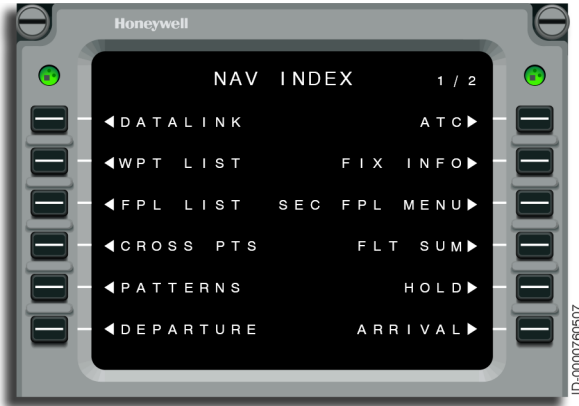 Honeywell
NAV INDEX 1 / 2
◀DATALINK ATC▶
◀WPT LIST FIX INFO▶
◀FPL LIST SEC FPL MENU▶
◀CROSS PTS FLT SUM▶
◀PATTERNS HOLD▶
◀DEPARTURE ARRIVAL▶
ID-0000760507